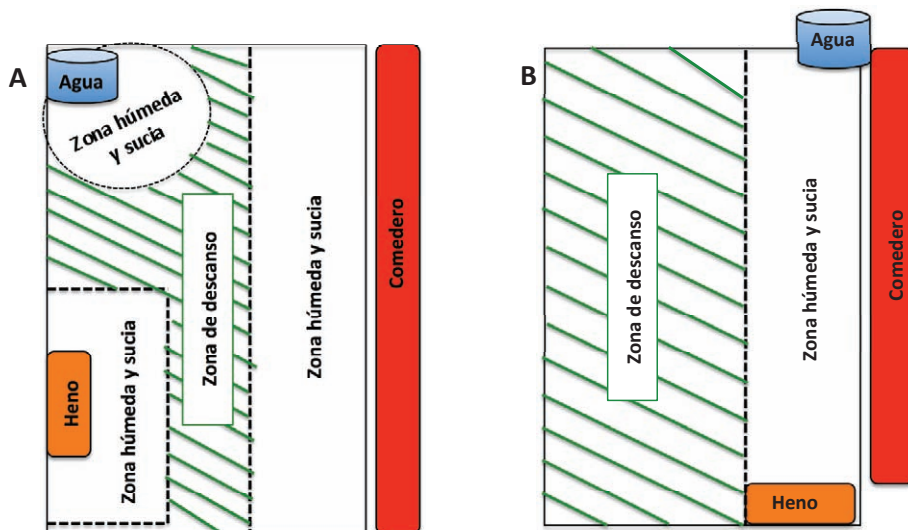 A
Agua
Zona húmeda
y sucia
Zona de descanso
Zona húmeda y sucia
Comedero
Heno
Zona húmeda y sucia
B
Agua
Zona de descanso
Zona húmeda y sucia
Comedero
Heno